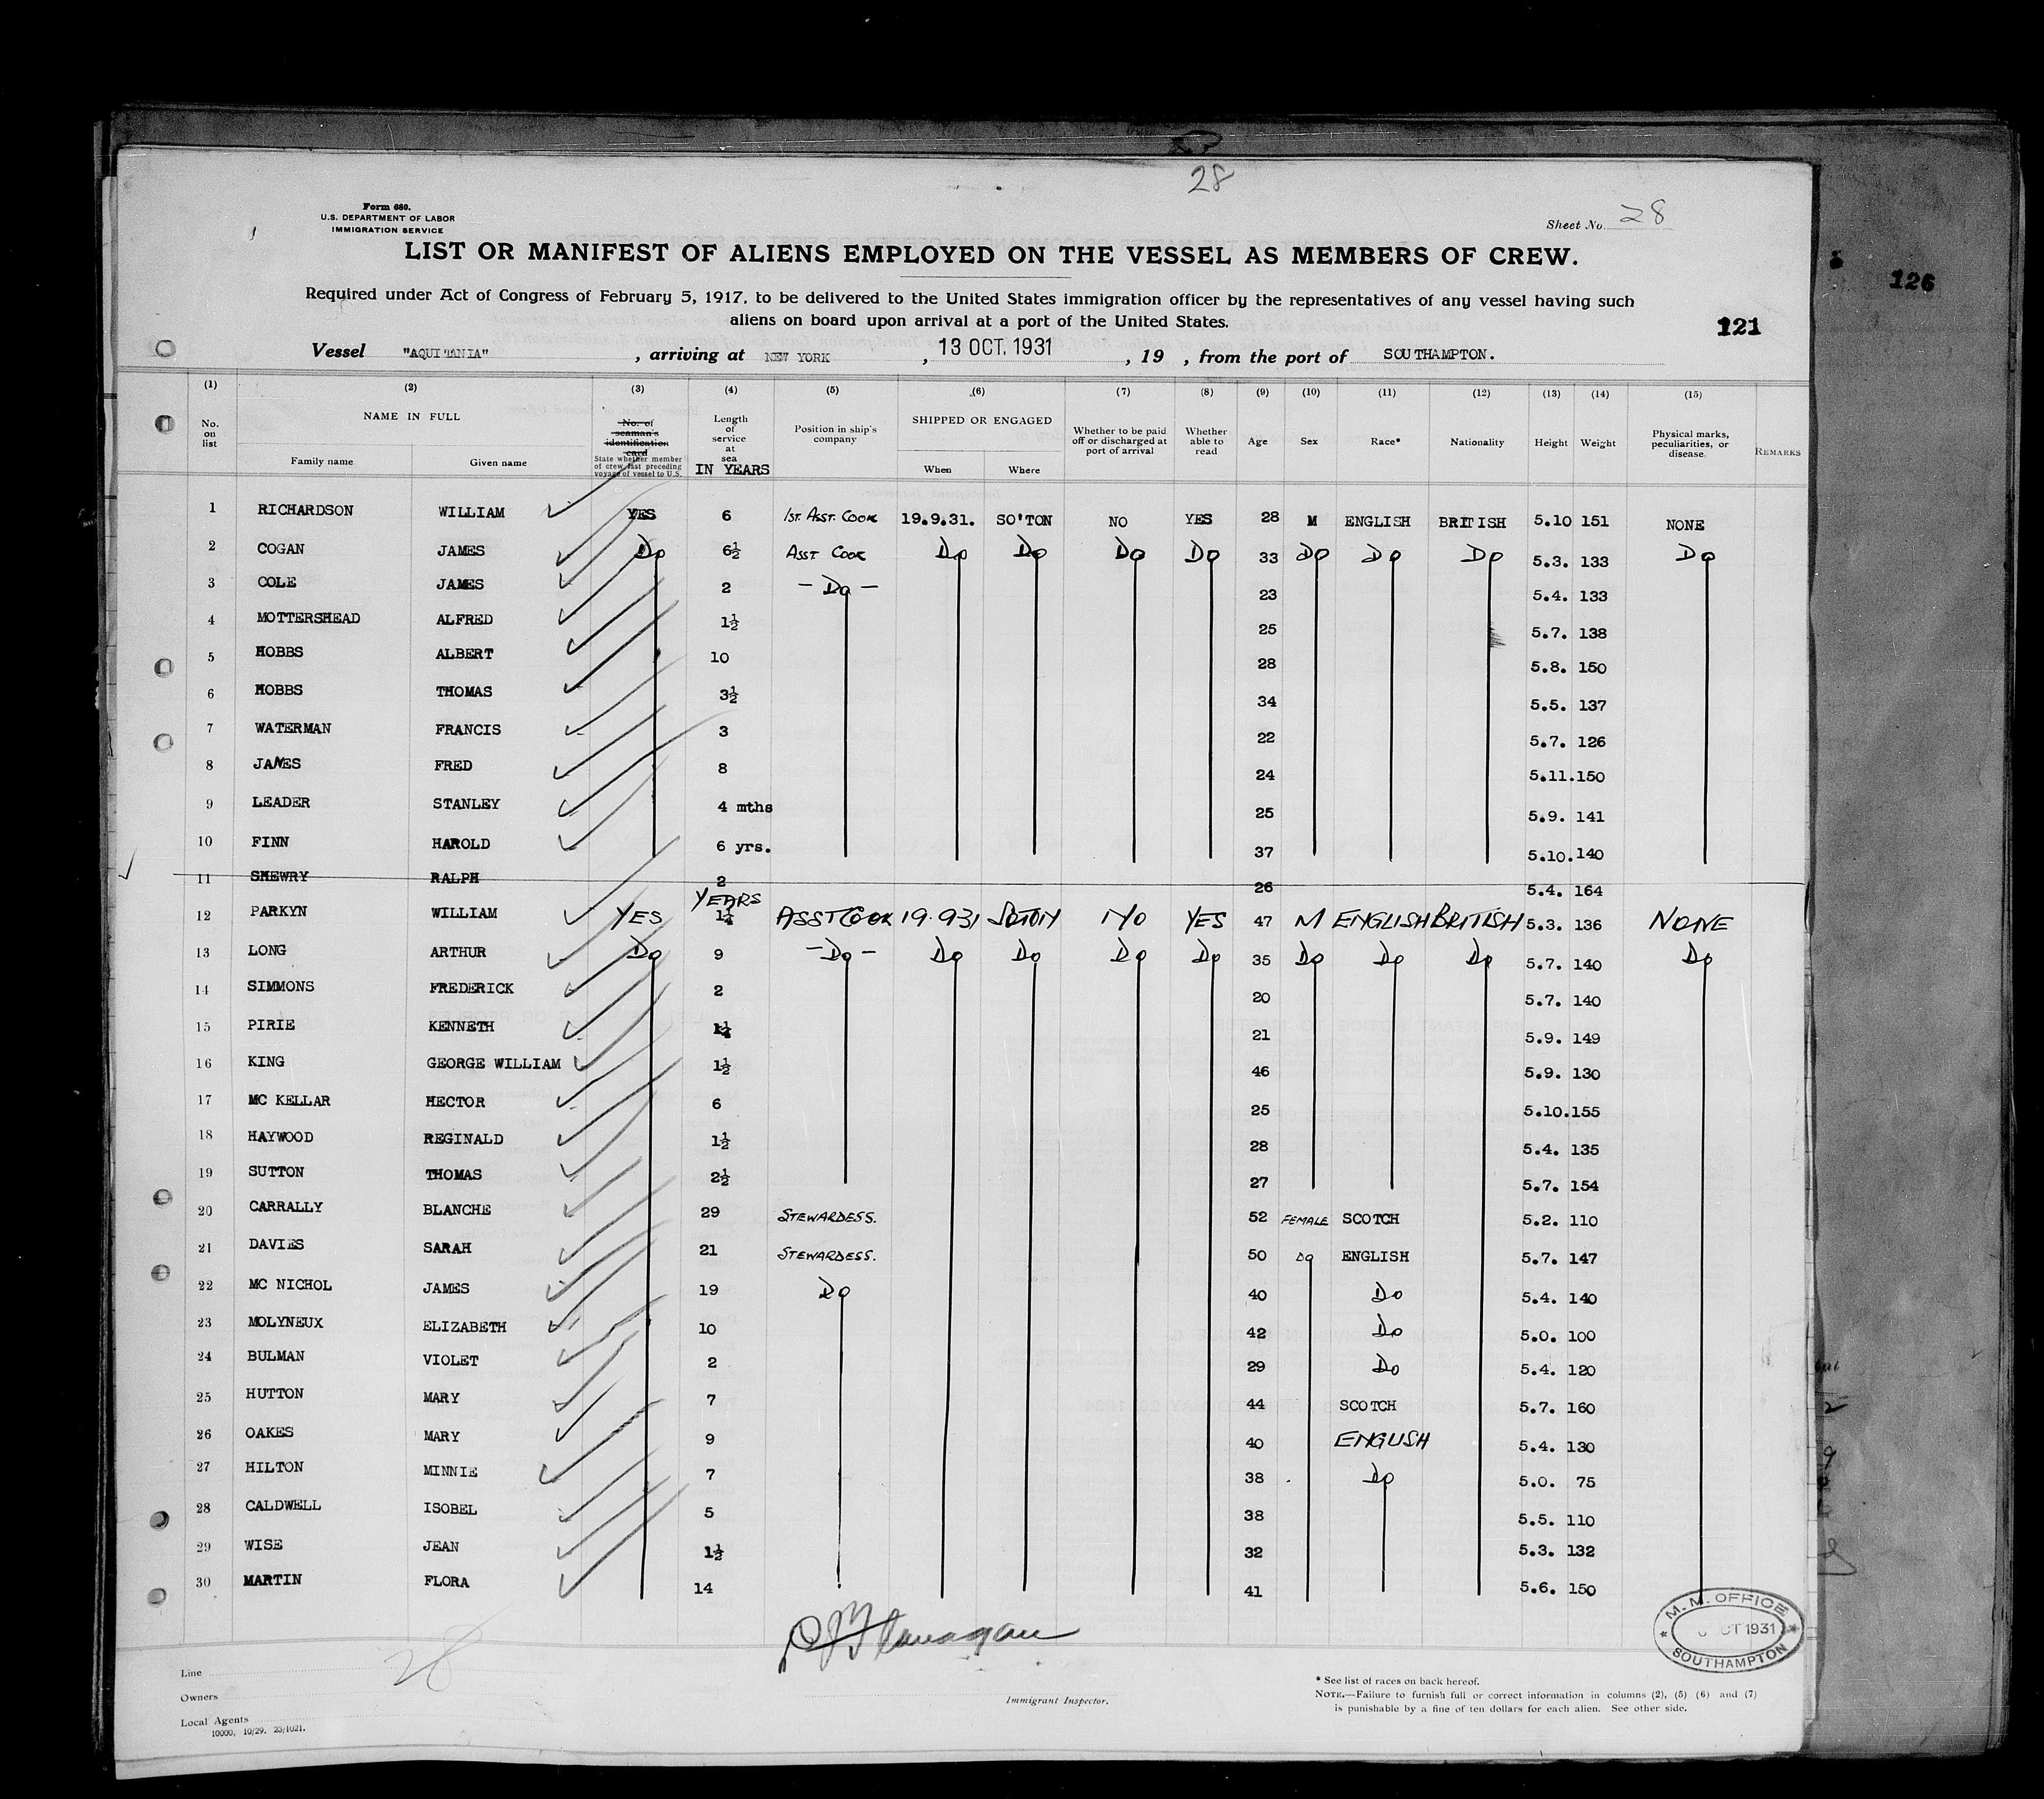 28
Form 680.
U.S. DEPARTMENT OF LABOR
IMMIGRATION SERVICE
Sheet No. 28
LIST OR MANIFEST OF ALIENS EMPLOYED ON THE VESSEL AS MEMBERS OF CREW.
Required under Act of Congress of February 5, 1917, to be delivered to the United States immigration officer by the representatives of any vessel having such
aliens on board upon arrival at a port of the United States.
121
126
Vessel "AQUITANIA" , arriving at NEW YORK , 13 OCT. 1931 , 19 , from the port of SOUTHAMPTON.
(1) (2) (3) (4) (5) (6) (7) (8) (9) (10) (11) (12) (13) (14) (15)
No. on list
NAME IN FULL
Family name Given name
No. of seaman's identification card
State whether member of crew last preceding voyage of vessel to U.S.
Length of service at sea
IN YEARS
Position in ship's company
SHIPPED OR ENGAGED
When Where
Whether to be paid off or discharged at port of arrival
Whether able to read
Age Sex Race* Nationality Height Weight
Physical marks, peculiarities, or disease
REMARKS
1 RICHARDSON WILLIAM YES 6 1ST. ASST. COOK 19.9.31. SO'TON NO YES 28 M ENGLISH BRITISH 5.10 151 NONE
2 COGAN JAMES Do 6½ ASST COOK Do Do Do Do 33 Do Do Do 5.3. 133 Do
3 COLE JAMES 2 - Do - 23 5.4. 133
4 MOTTERSHEAD ALFRED 1½ 25 5.7. 138
5 HOBBS ALBERT 10 28 5.8. 150
6 HOBBS THOMAS 3½ 34 5.5. 137
7 WATERMAN FRANCIS 3 22 5.7. 126
8 JAMES FRED 8 24 5.11. 150
9 LEADER STANLEY 4 mths 25 5.9. 141
10 FINN HAROLD 6 yrs. 37 5.10. 140
11 SHEWRY RALPH 2 26 5.4. 164
12 PARKYN WILLIAM YES YEARS 1¼ ASST COOK 19.931 SOTON NO YES 47 M ENGLISH BRITISH 5.3. 136 NONE
13 LONG ARTHUR Do 9 - Do - Do Do Do Do 35 Do Do Do 5.7. 140 Do
14 SIMMONS FREDERICK 2 20 5.7. 140
15 PIRIE KENNETH 21 5.9. 149
16 KING GEORGE WILLIAM 1½ 46 5.9. 130
17 MC KELLAR HECTOR 6 25 5.10. 155
18 HAYWOOD REGINALD 1½ 28 5.4. 135
19 SUTTON THOMAS 2½ 27 5.7. 154
20 CARRALLY BLANCHE 29 STEWARDESS. 52 FEMALE SCOTCH 5.2. 110
21 DAVIES SARAH 21 STEWARDESS. 50 DO ENGLISH 5.7. 147
22 MC NICHOL JAMES 19 Do 40 Do 5.4. 140
23 MOLYNEUX ELIZABETH 10 42 Do 5.0. 100
24 BULMAN VIOLET 2 29 Do 5.4. 120
25 HUTTON MARY 7 44 SCOTCH 5.7. 160
26 OAKES MARY 9 40 ENGLISH 5.4. 130
27 HILTON MINNIE 7 38 Do 5.0. 75
28 CALDWELL ISOBEL 5 38 5.5. 110
29 WISE JEAN 1½ 32 5.3. 132
30 MARTIN FLORA 14 41 5.6. 150
28
Flanagan
Immigrant Inspector.
M. M. OFFICE
OCT 1931
SOUTHAMPTON
Line
Owners
Local Agents
10000. 10/29. 23/1021.
* See list of races on back hereof.
NOTE.—Failure to furnish full or correct information in columns (2), (5) (6) and (7)
is punishable by a fine of ten dollars for each alien. See other side.